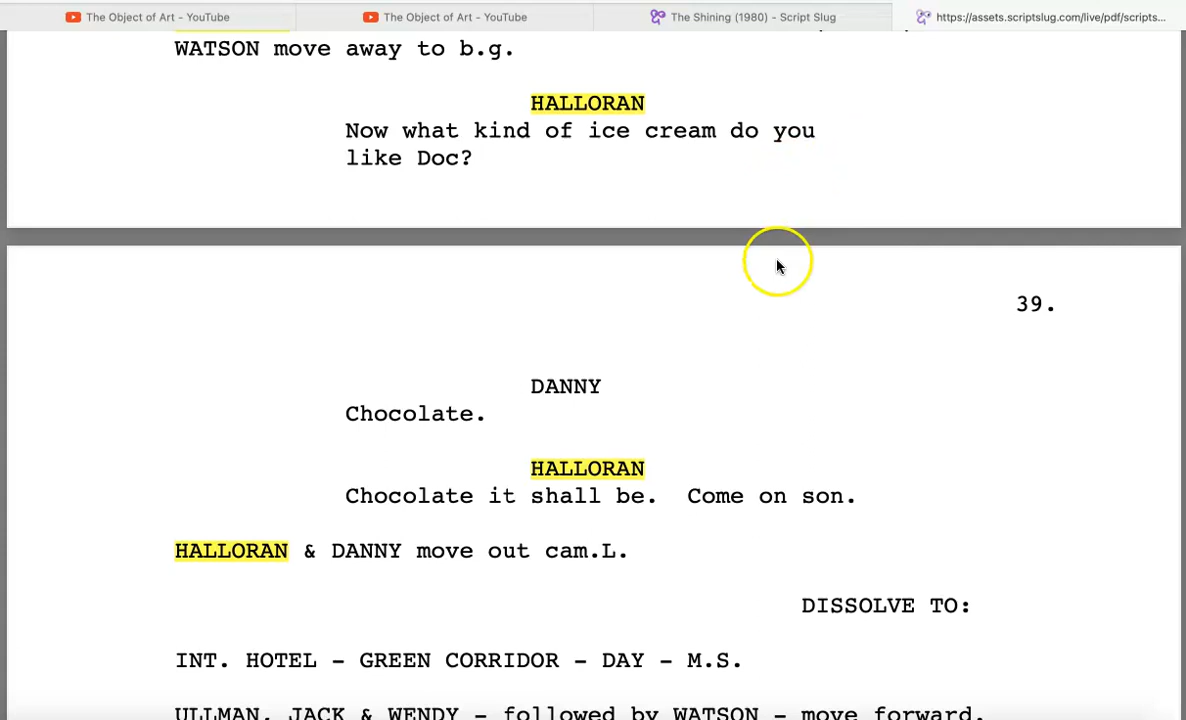 The Object of Art - YouTube
The Object of Art - YouTube
The Shining (1980) - Script Slug
https://assets.scriptslug.com/live/pdf/scripts...
WATSON move away to b.g.
HALLORAN
Now what kind of ice cream do you
like Doc?
39.
DANNY
Chocolate.
HALLORAN
Chocolate it shall be.  Come on son.
HALLORAN & DANNY move out cam.L.
DISSOLVE TO:
INT. HOTEL - GREEN CORRIDOR - DAY - M.S.
ULLMAN, JACK & WENDY - followed by WATSON - move forward.